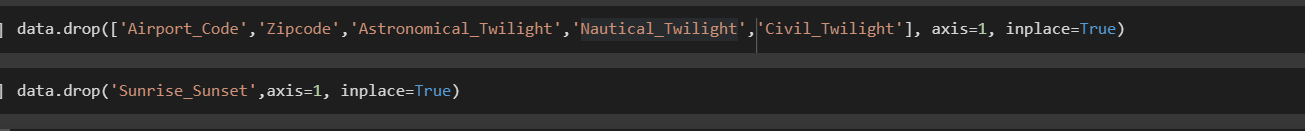 ] data.drop(['Airport_Code','Zipcode','Astronomical_Twilight','Nautical_Twilight','Civil_Twilight'], axis=1, inplace=True)
] data.drop('Sunrise_Sunset',axis=1, inplace=True)